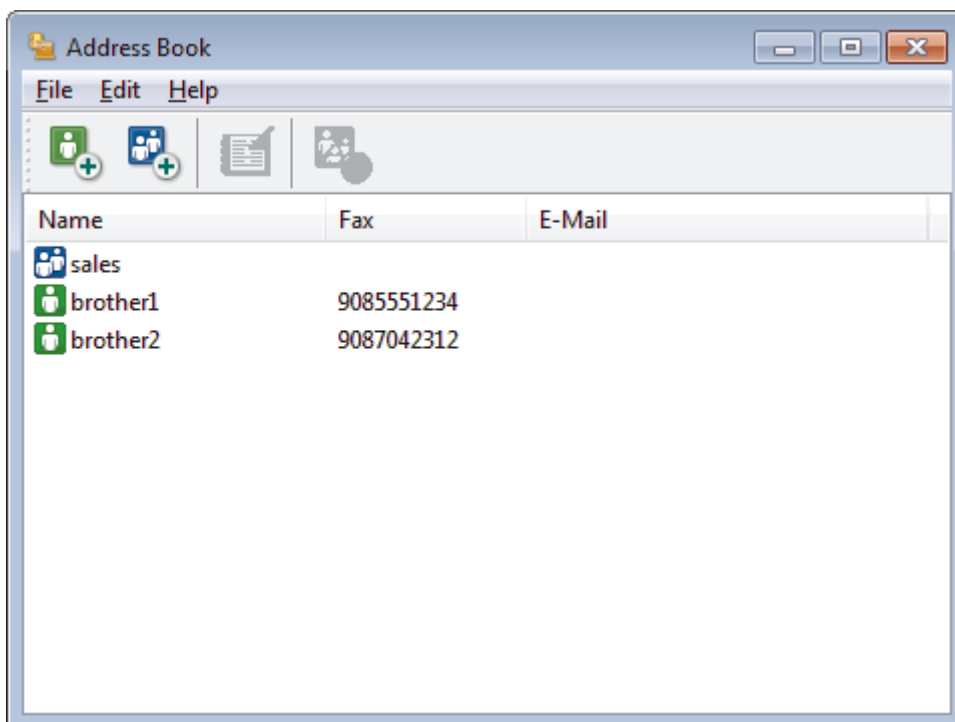 Address Book
File Edit Help
Name Fax E-Mail
sales
brother1 9085551234
brother2 9087042312